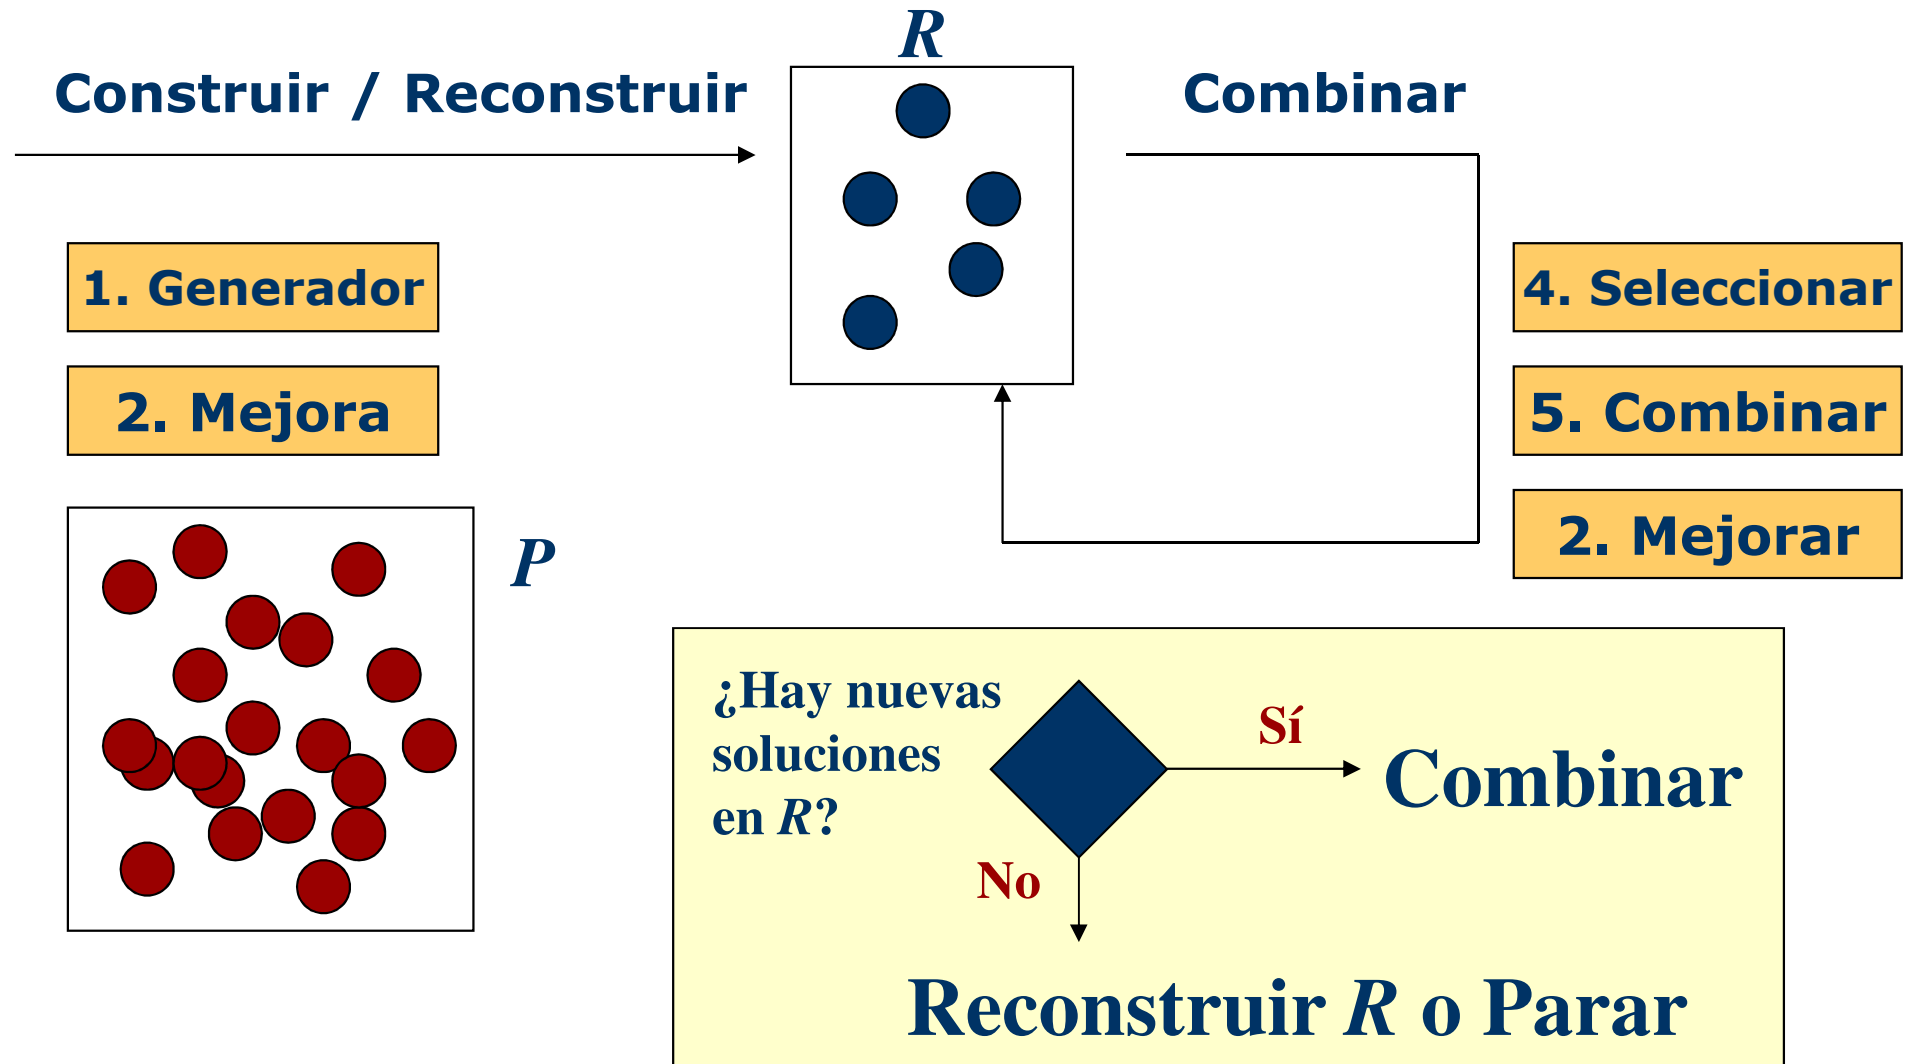 R
Construir / Reconstruir
Combinar
1. Generador
2. Mejora
4. Seleccionar
5. Combinar
2. Mejorar
P
¿Hay nuevas
soluciones
en R?
Sí
Combinar
No
Reconstruir R o Parar